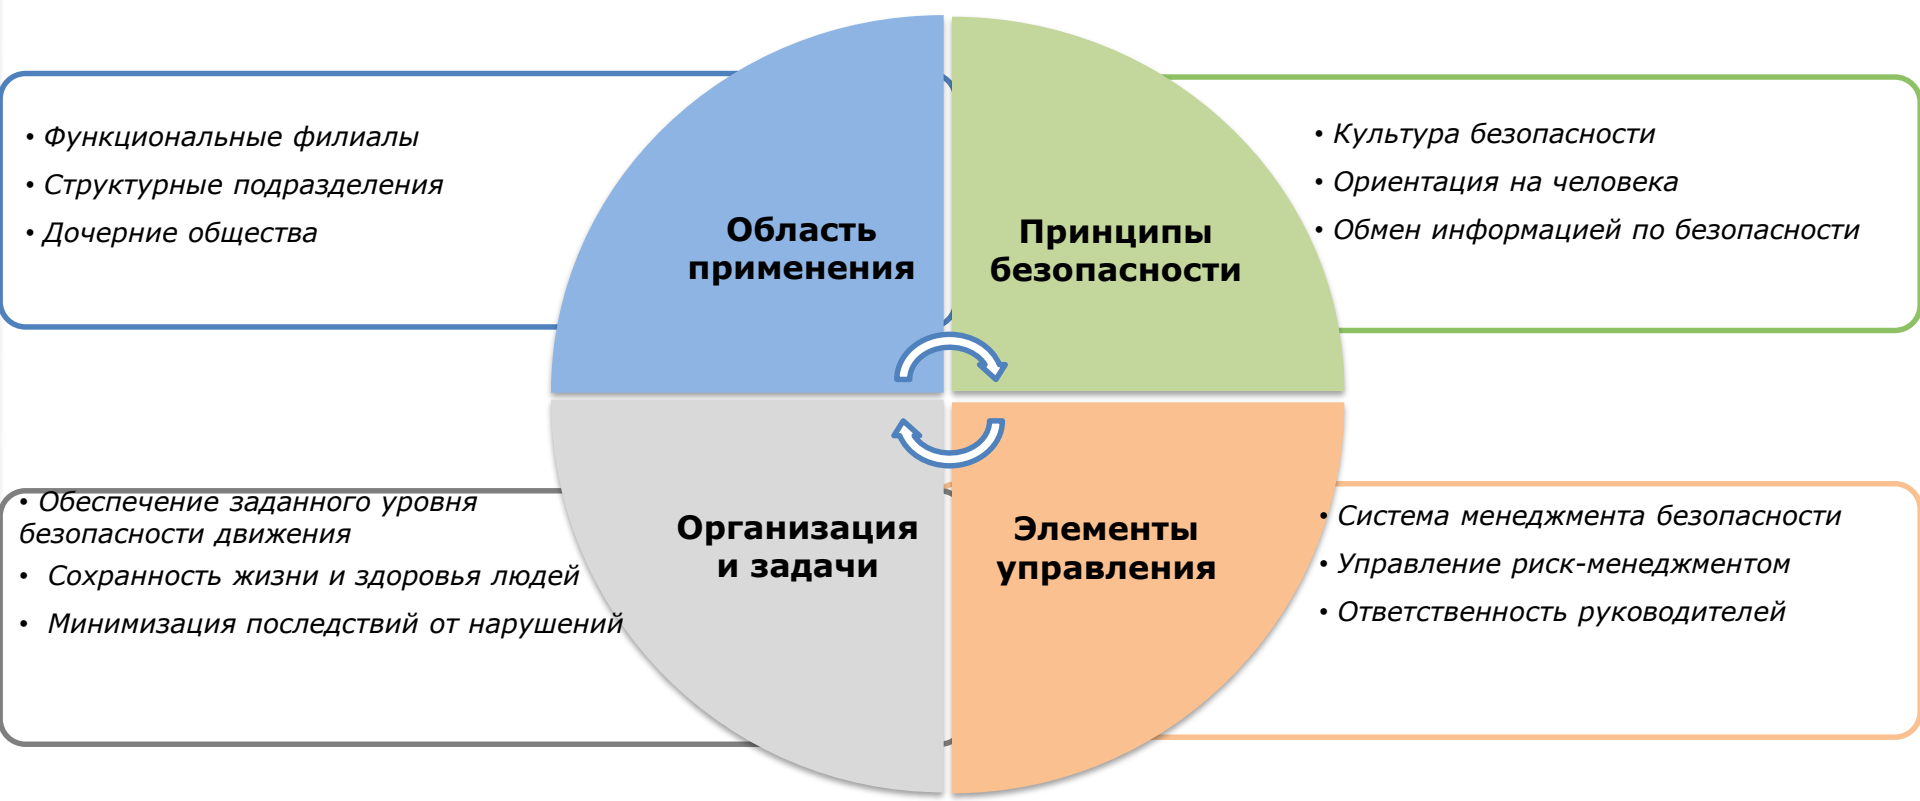 • Функциональные филиалы
• Структурные подразделения
• Дочерние общества
Область
применения
Принципы
безопасности
• Культура безопасности
• Ориентация на человека
• Обмен информацией по безопасности
• Обеспечение заданного уровня
безопасности движения
• Сохранность жизни и здоровья людей
• Минимизация последствий от нарушений
Организация
и задачи
Элементы
управления
• Система менеджмента безопасности
• Управление риск-менеджментом
• Ответственность руководителей